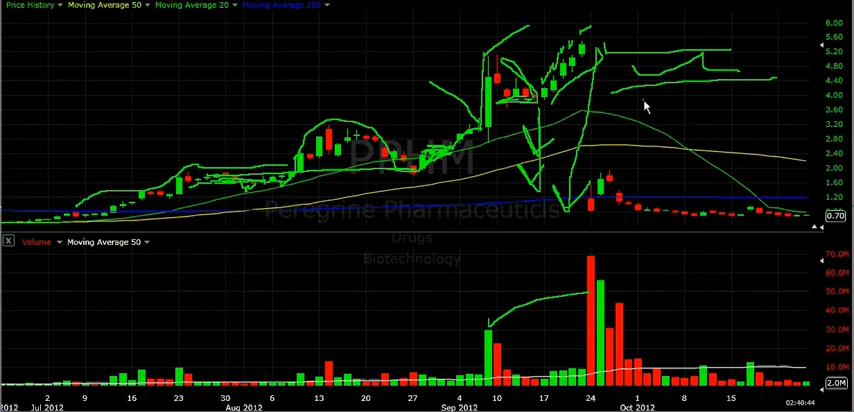 Price History Moving Average 50 Moving Average 20 Moving Average 200
6.00
5.60
5.20
4.80
4.40
4.00
3.60
3.20
2.80
2.40
2.00
1.60
1.20
0.70
PPHM
Peregrine Pharmaceuticals
Drugs
Biotechnology
X Volume Moving Average 50
70.0M
60.0M
50.0M
40.0M
30.0M
20.0M
10.0M
2.0M
2 9 16 23 6 13 20 27 10 17 24 1 8 15
2012 Jul 2012 Aug 2012 Sep 2012 Oct 2012
02:40:44